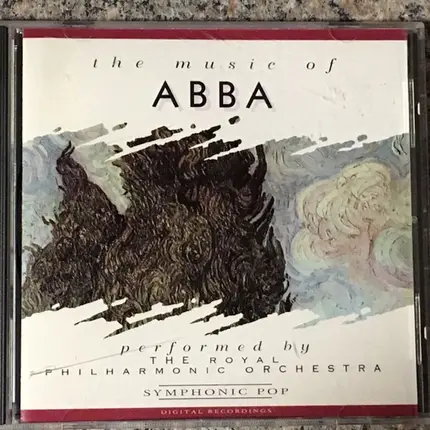 the music of
ABBA
performed by
THE ROYAL
PHILHARMONIC ORCHESTRA
SYMPHONIC POP
DIGITAL RECORDINGS